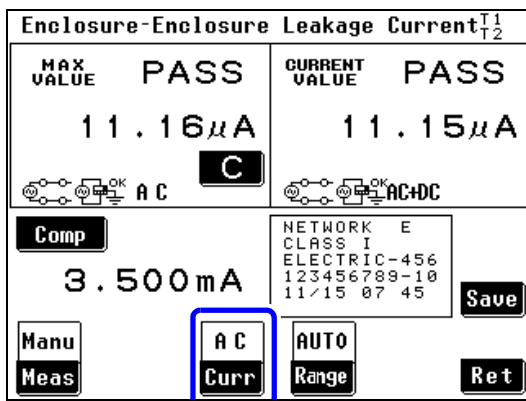 Enclosure-Enclosure Leakage Current T1 T2
MAX VALUE PASS
11.16μA
C
OK AC
CURRENT VALUE PASS
11.15μA
OK AC+DC
Comp
3.500mA
NETWORK E
CLASS I
ELECTRIC-456
123456789-10
11/15 07 45
Save
Manu
Meas
AC
Curr
AUTO
Range
Ret